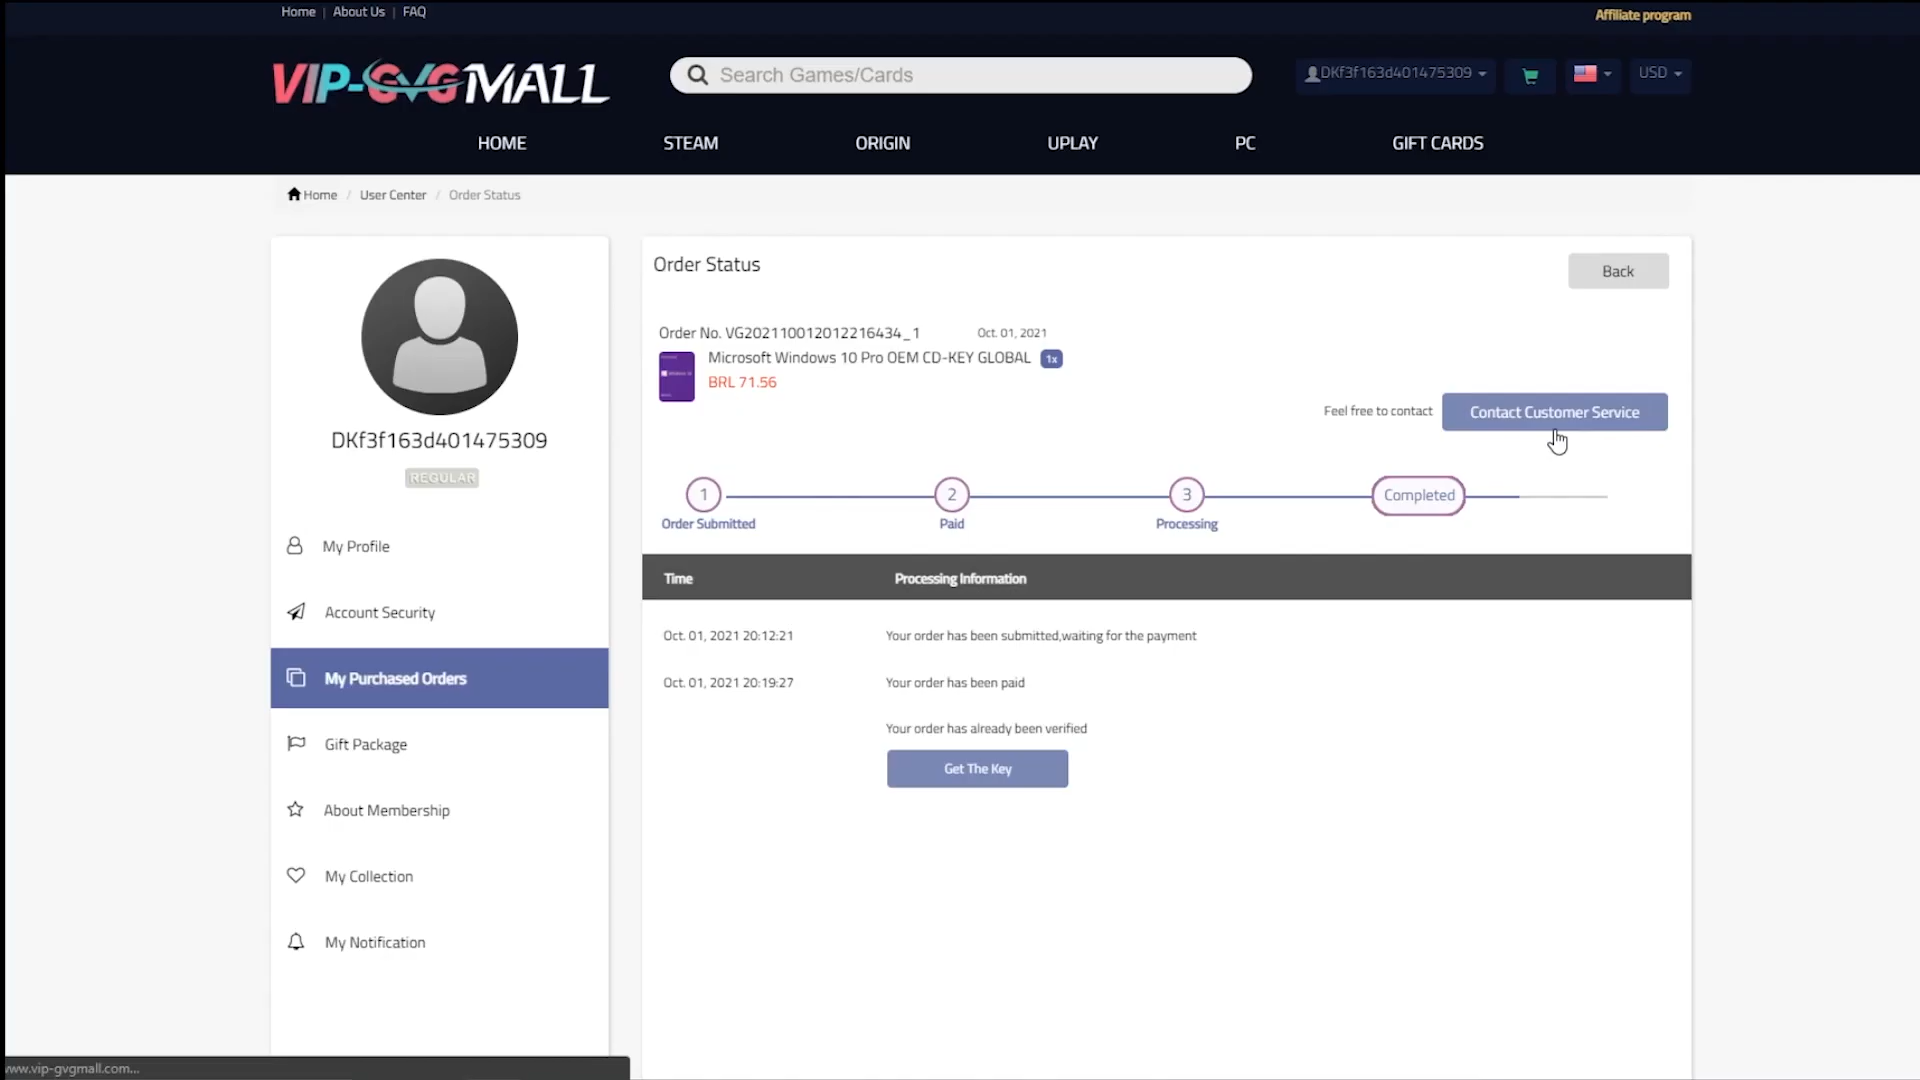 Home | About Us | FAQ
Affiliate program
VIP-GVGMALL
Search Games/Cards
DKf3f163d401475309
USD
HOME
STEAM
ORIGIN
UPLAY
PC
GIFT CARDS
Home / User Center / Order Status
DKf3f163d401475309
REGULAR
My Profile
Account Security
My Purchased Orders
Gift Package
About Membership
My Collection
My Notification
Order Status
Back
Order No. VG202110012012216434_1 Oct. 01, 2021
Microsoft Windows 10 Pro OEM CD-KEY GLOBAL 1x
BRL 71.56
Feel free to contact Contact Customer Service
1 2 3 Completed
Order Submitted Paid Processing
Time Processing Information
Oct. 01, 2021 20:12:21 Your order has been submitted,waiting for the payment
Oct. 01, 2021 20:19:27 Your order has been paid
Your order has already been verified
Get The Key
www.vip-gvgmall.com...